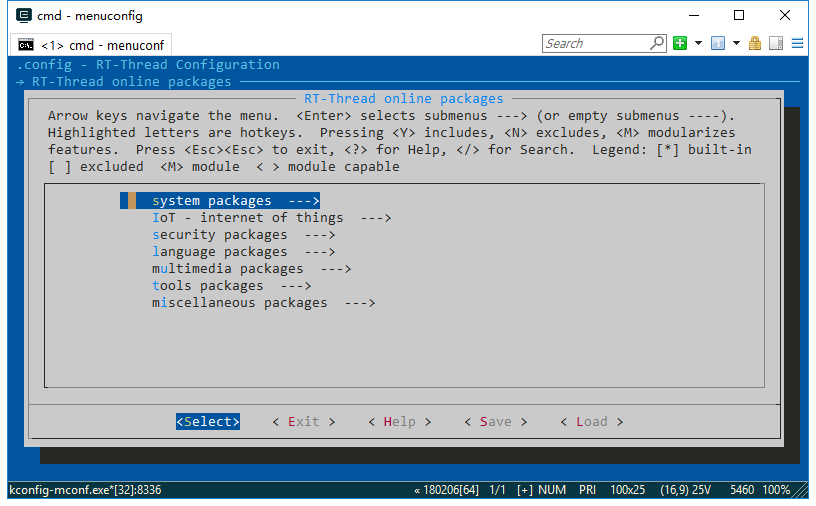 cmd - menuconfig
<1> cmd - menuconf
Search
.config - RT-Thread Configuration
→ RT-Thread online packages
RT-Thread online packages
Arrow keys navigate the menu.  <Enter> selects submenus ---> (or empty submenus ----).
Highlighted letters are hotkeys.  Pressing <Y> includes, <N> excludes, <M> modularizes
features.  Press <Esc><Esc> to exit, <?> for Help, </> for Search.  Legend: [*] built-in
[ ] excluded  <M> module  < > module capable
system packages  --->
IoT - internet of things  --->
security packages  --->
language packages  --->
multimedia packages  --->
tools packages  --->
miscellaneous packages  --->
<Select>    < Exit >    < Help >    < Save >    < Load >
kconfig-mconf.exe*[32]:8336    « 180206[64]  1/1  [+] NUM  PRI  100x25  (16,9) 25V  5460  100%